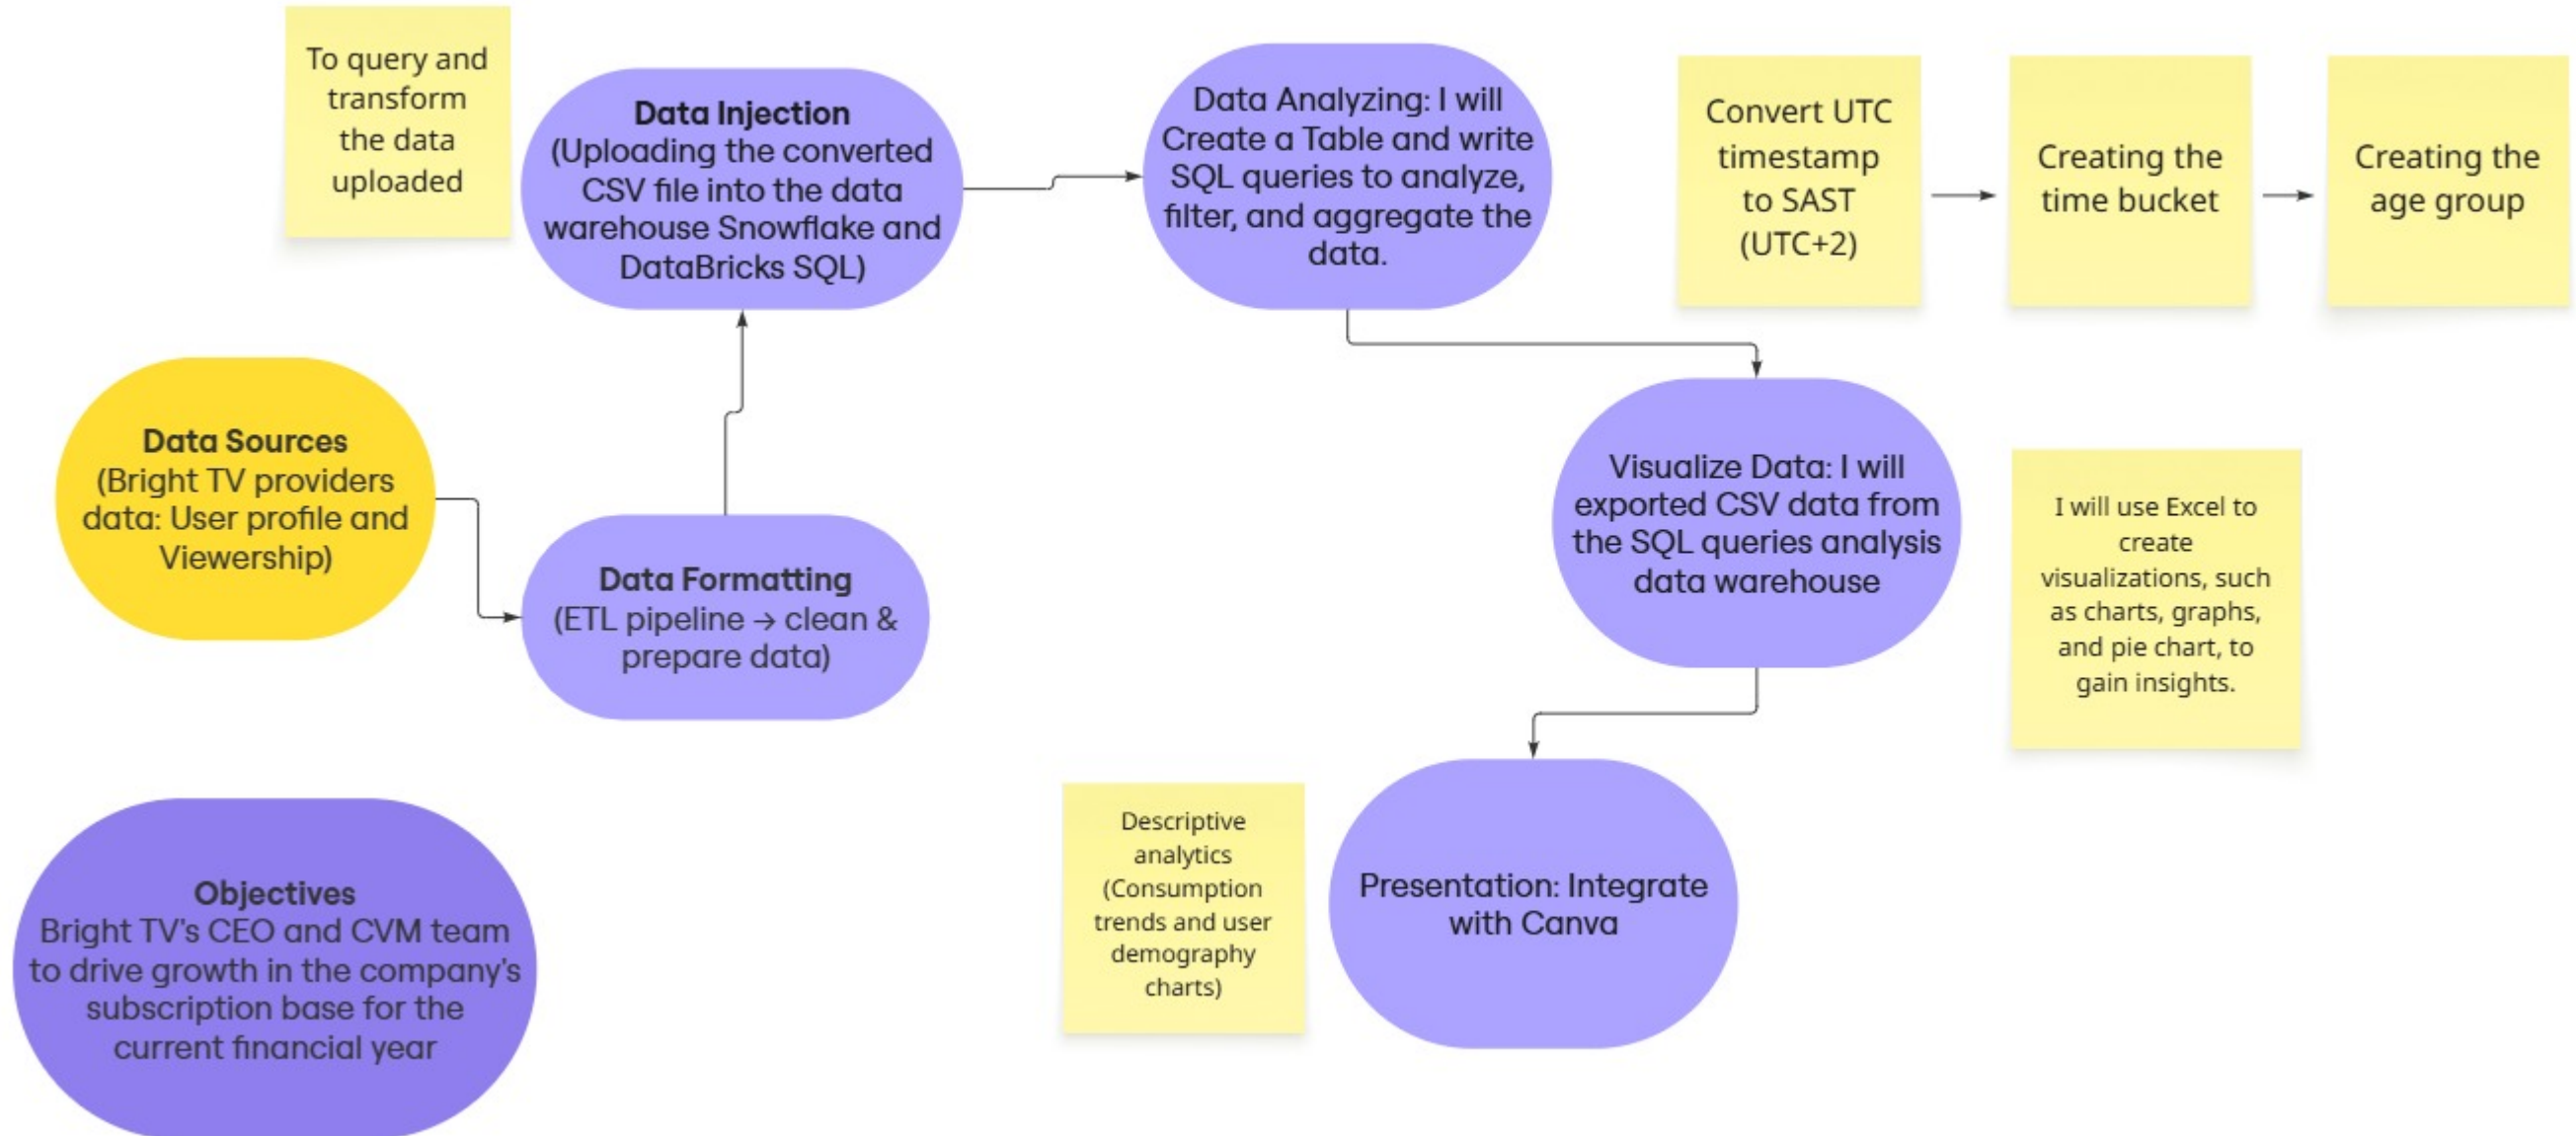 To query and
transform
the data
uploaded
Data Injection
(Uploading the converted
CSV file into the data
warehouse Snowflake and
DataBricks SQL)
Data Analyzing: I will
Create a Table and write
SQL queries to analyze,
filter, and aggregate the
data.
Convert UTC
timestamp
to SAST
(UTC+2)
Creating the
time bucket
Creating the
age group
Data Sources
(Bright TV providers
data: User profile and
Viewership)
Data Formatting
(ETL pipeline → clean &
prepare data)
Visualize Data: I will
exported CSV data from
the SQL queries analysis
data warehouse
I will use Excel to
create
visualizations, such
as charts, graphs,
and pie chart, to
gain insights.
Objectives
Bright TV's CEO and CVM team
to drive growth in the company's
subscription base for the
current financial year
Descriptive
analytics
(Consumption
trends and user
demography
charts)
Presentation: Integrate
with Canva